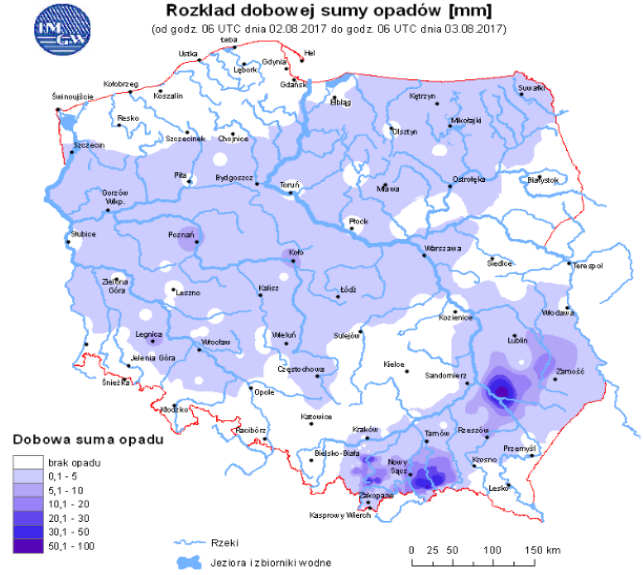 Rozkład dobowej sumy opadów [mm]
(od godz. 06 UTC dnia 02.08.2017 do godz. 06 UTC dnia 03.08.2017)
IM
GW
Łeba
Ustka
Hel
Gdynia
Lębork
Gdańsk
Kołobrzeg
Koszalin
Świnoujście
Elbląg
Kętrzyn
Suwałki
Resko
Szczecinek
Chojnice
Olsztyn
Mikołajki
Szczecin
Piła
Bydgoszcz
Toruń
Mława
Ostrołęka
Białystok
Gorzów
Wlkp.
Płock
Słubice
Poznań
Koło
Warszawa
Siedlce
Terespol
Zielona
Góra
Leszno
Kalisz
Łódź
Kozienice
Włodawa
Legnica
Wrocław
Wieluń
Sulejów
Lublin
Jelenia Góra
Śnieżka
Opole
Częstochowa
Kielce
Sandomierz
Zamość
Kłodzko
Racibórz
Katowice
Kraków
Tarnów
Rzeszów
Przemyśl
Bielsko-Biała
Nowy
Sącz
Krosno
Lesko
Zakopane
Kasprowy Wierch
Dobowa suma opadu
brak opadu
0,1 - 5
5,1 - 10
10,1 - 20
20,1 - 30
30,1 - 50
50,1 - 100
Rzeki
Jeziora i zbiorniki wodne
0 25 50 100 150 km